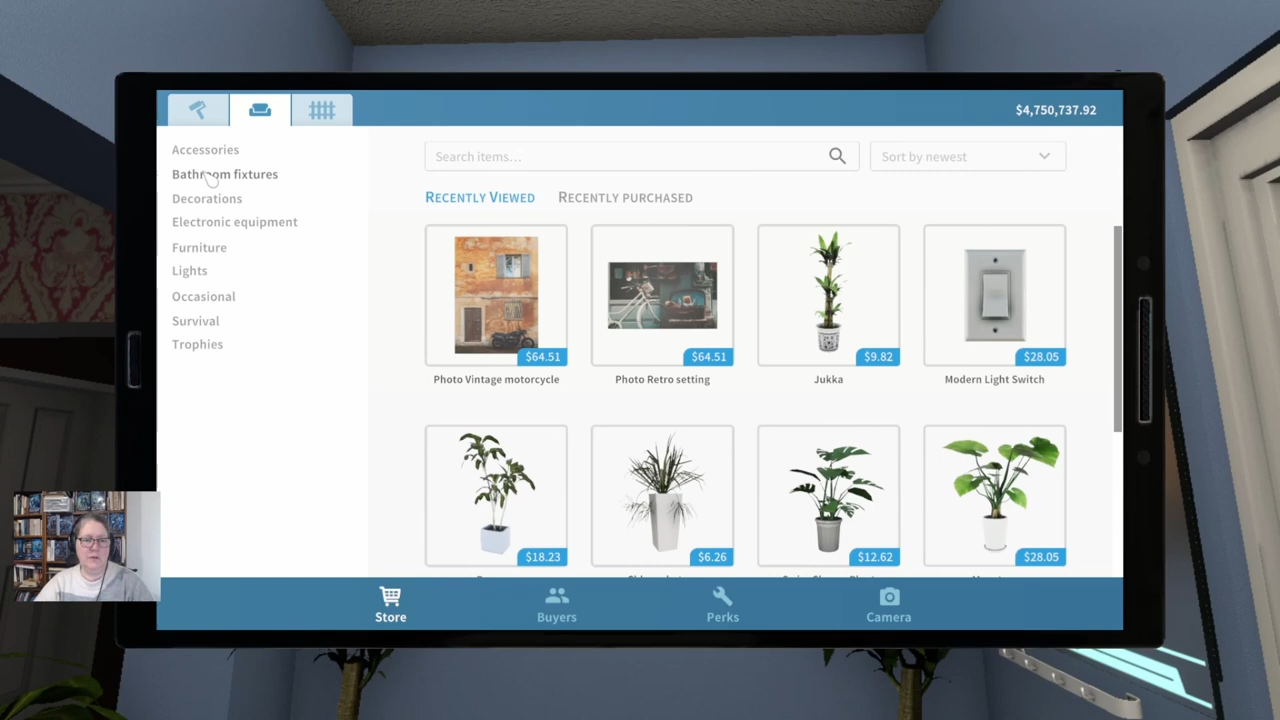 $4,750,737.92
Accessories
Bathroom fixtures
Decorations
Electronic equipment
Furniture
Lights
Occasional
Survival
Trophies
Search items...
Sort by newest
RECENTLY VIEWED
RECENTLY PURCHASED
$64.51
$64.51
$9.82
$28.05
Photo Vintage motorcycle
Photo Retro setting
Jukka
Modern Light Switch
$18.23
$6.26
$12.62
$28.05
Store
Buyers
Perks
Camera